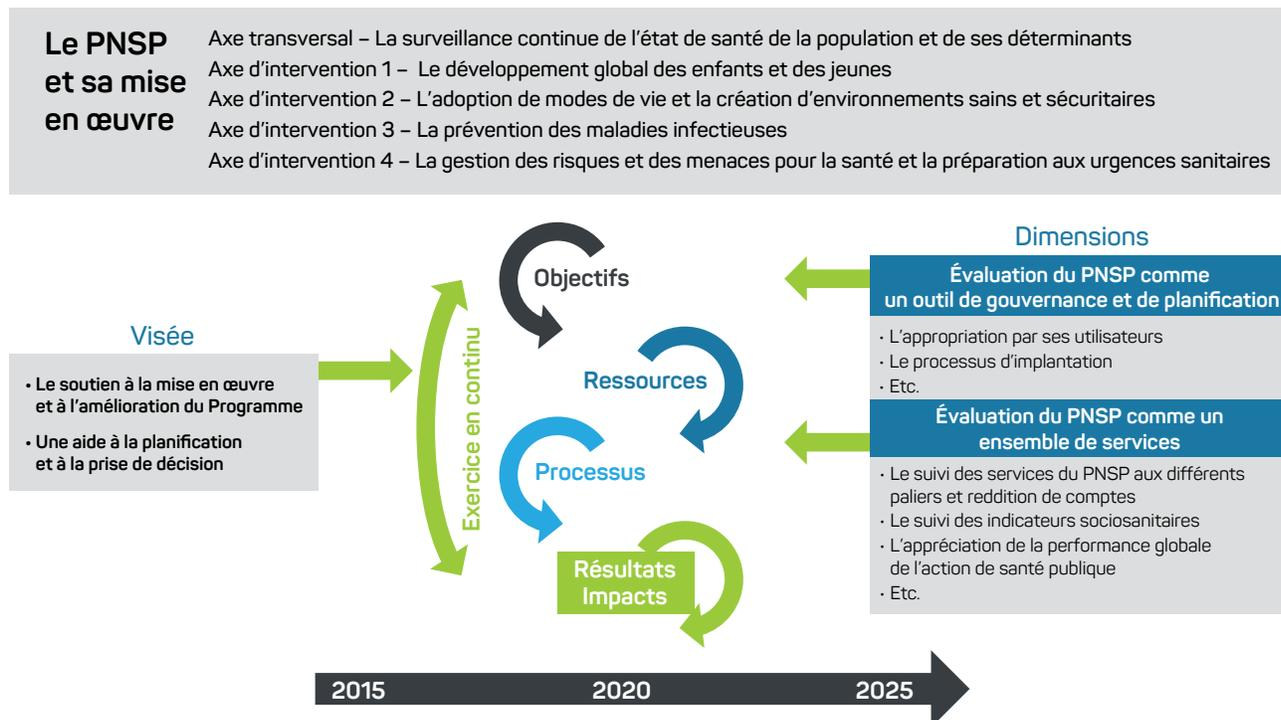 Le PNSP
et sa mise
en œuvre
Axe transversal – La surveillance continue de l'état de santé de la population et de ses déterminants
Axe d'intervention 1 – Le développement global des enfants et des jeunes
Axe d'intervention 2 – L'adoption de modes de vie et la création d'environnements sains et sécuritaires
Axe d'intervention 3 – La prévention des maladies infectieuses
Axe d'intervention 4 – La gestion des risques et des menaces pour la santé et la préparation aux urgences sanitaires
Visée
• Le soutien à la mise en œuvre
et à l'amélioration du Programme
• Une aide à la planification
et à la prise de décision
Exercice en continu
Objectifs
Ressources
Processus
Résultats
Impacts
Dimensions
Évaluation du PNSP comme
un outil de gouvernance et de planification
· L'appropriation par ses utilisateurs
· Le processus d'implantation
· Etc.
Évaluation du PNSP comme un
ensemble de services
· Le suivi des services du PNSP aux différents
paliers et reddition de comptes
· Le suivi des indicateurs sociosanitaires
· L'appréciation de la performance globale
de l'action de santé publique
· Etc.
2015
2020
2025